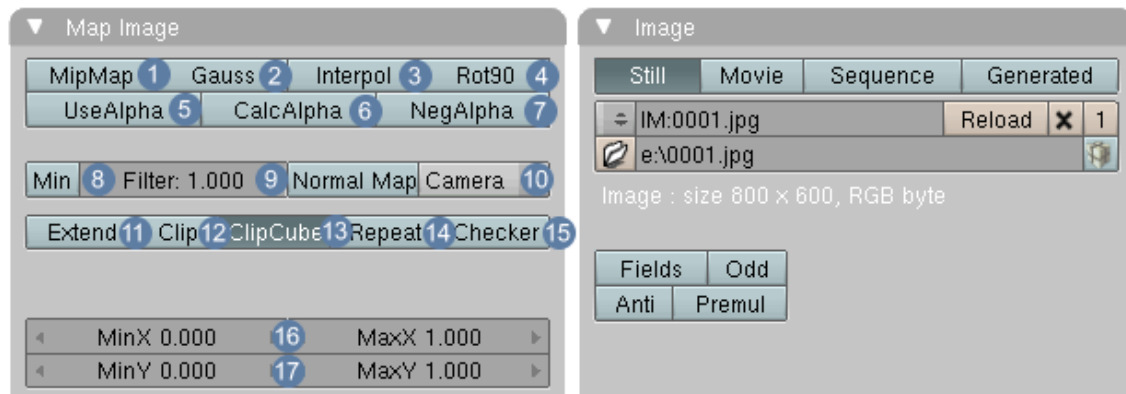 Map Image
MipMap 1 Gauss 2 Interpol 3 Rot90 4
UseAlpha 5 CalcAlpha 6 NegAlpha 7
Min 8 Filter: 1.000 9 Normal Map Camera 10
Extend 11 Clip 12 ClipCube 13 Repeat 14 Checker 15
MinX 0.000 16 MaxX 1.000
MinY 0.000 17 MaxY 1.000
Image
Still Movie Sequence Generated
IM:0001.jpg Reload 1
e:\0001.jpg
Image : size 800 x 600, RGB byte
Fields Odd
Anti Premul